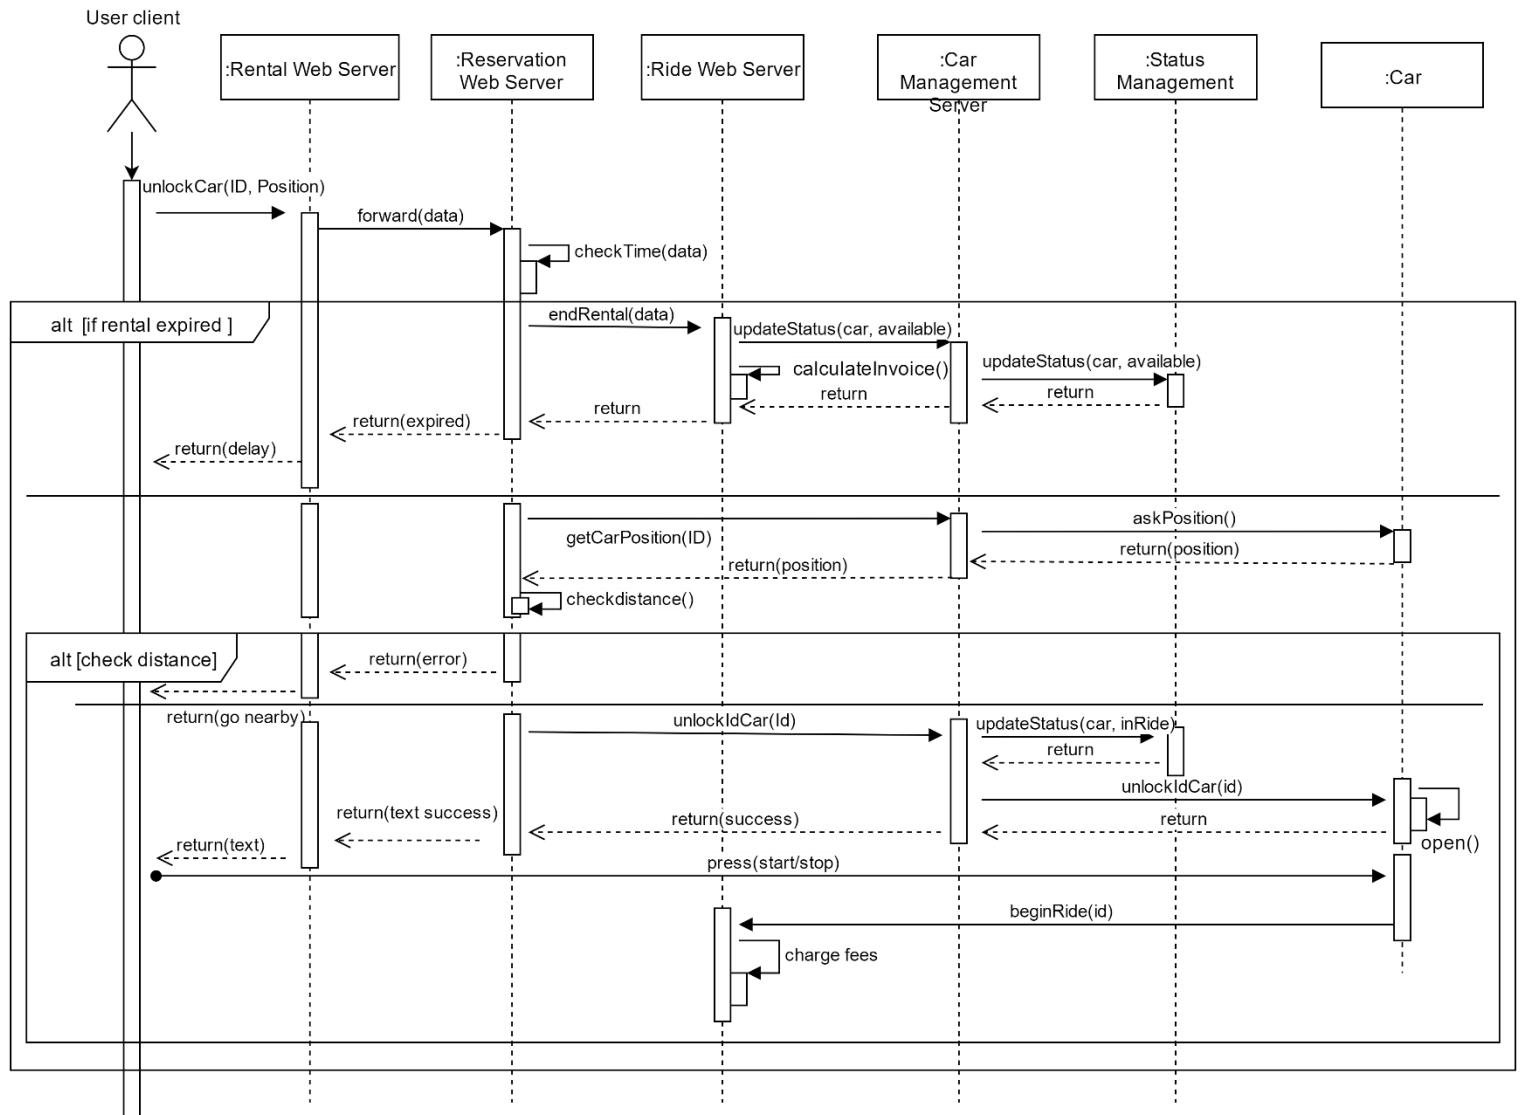 User client
:Rental Web Server
:Reservation
Web Server
:Ride Web Server
:Car
Management
Server
:Status
Management
:Car
unlockCar(ID, Position)
forward(data)
checkTime(data)
alt [if rental expired ]
endRental(data)
updateStatus(car, available)
calculateInvoice()
updateStatus(car, available)
return
return
return
return(expired)
return(delay)
getCarPosition(ID)
askPosition()
return(position)
return(position)
checkdistance()
alt [check distance]
return(error)
return(go nearby)
unlockIdCar(Id)
updateStatus(car, inRide)
return
unlockIdCar(id)
return(text success)
return(success)
return
open()
return(text)
press(start/stop)
beginRide(id)
charge fees